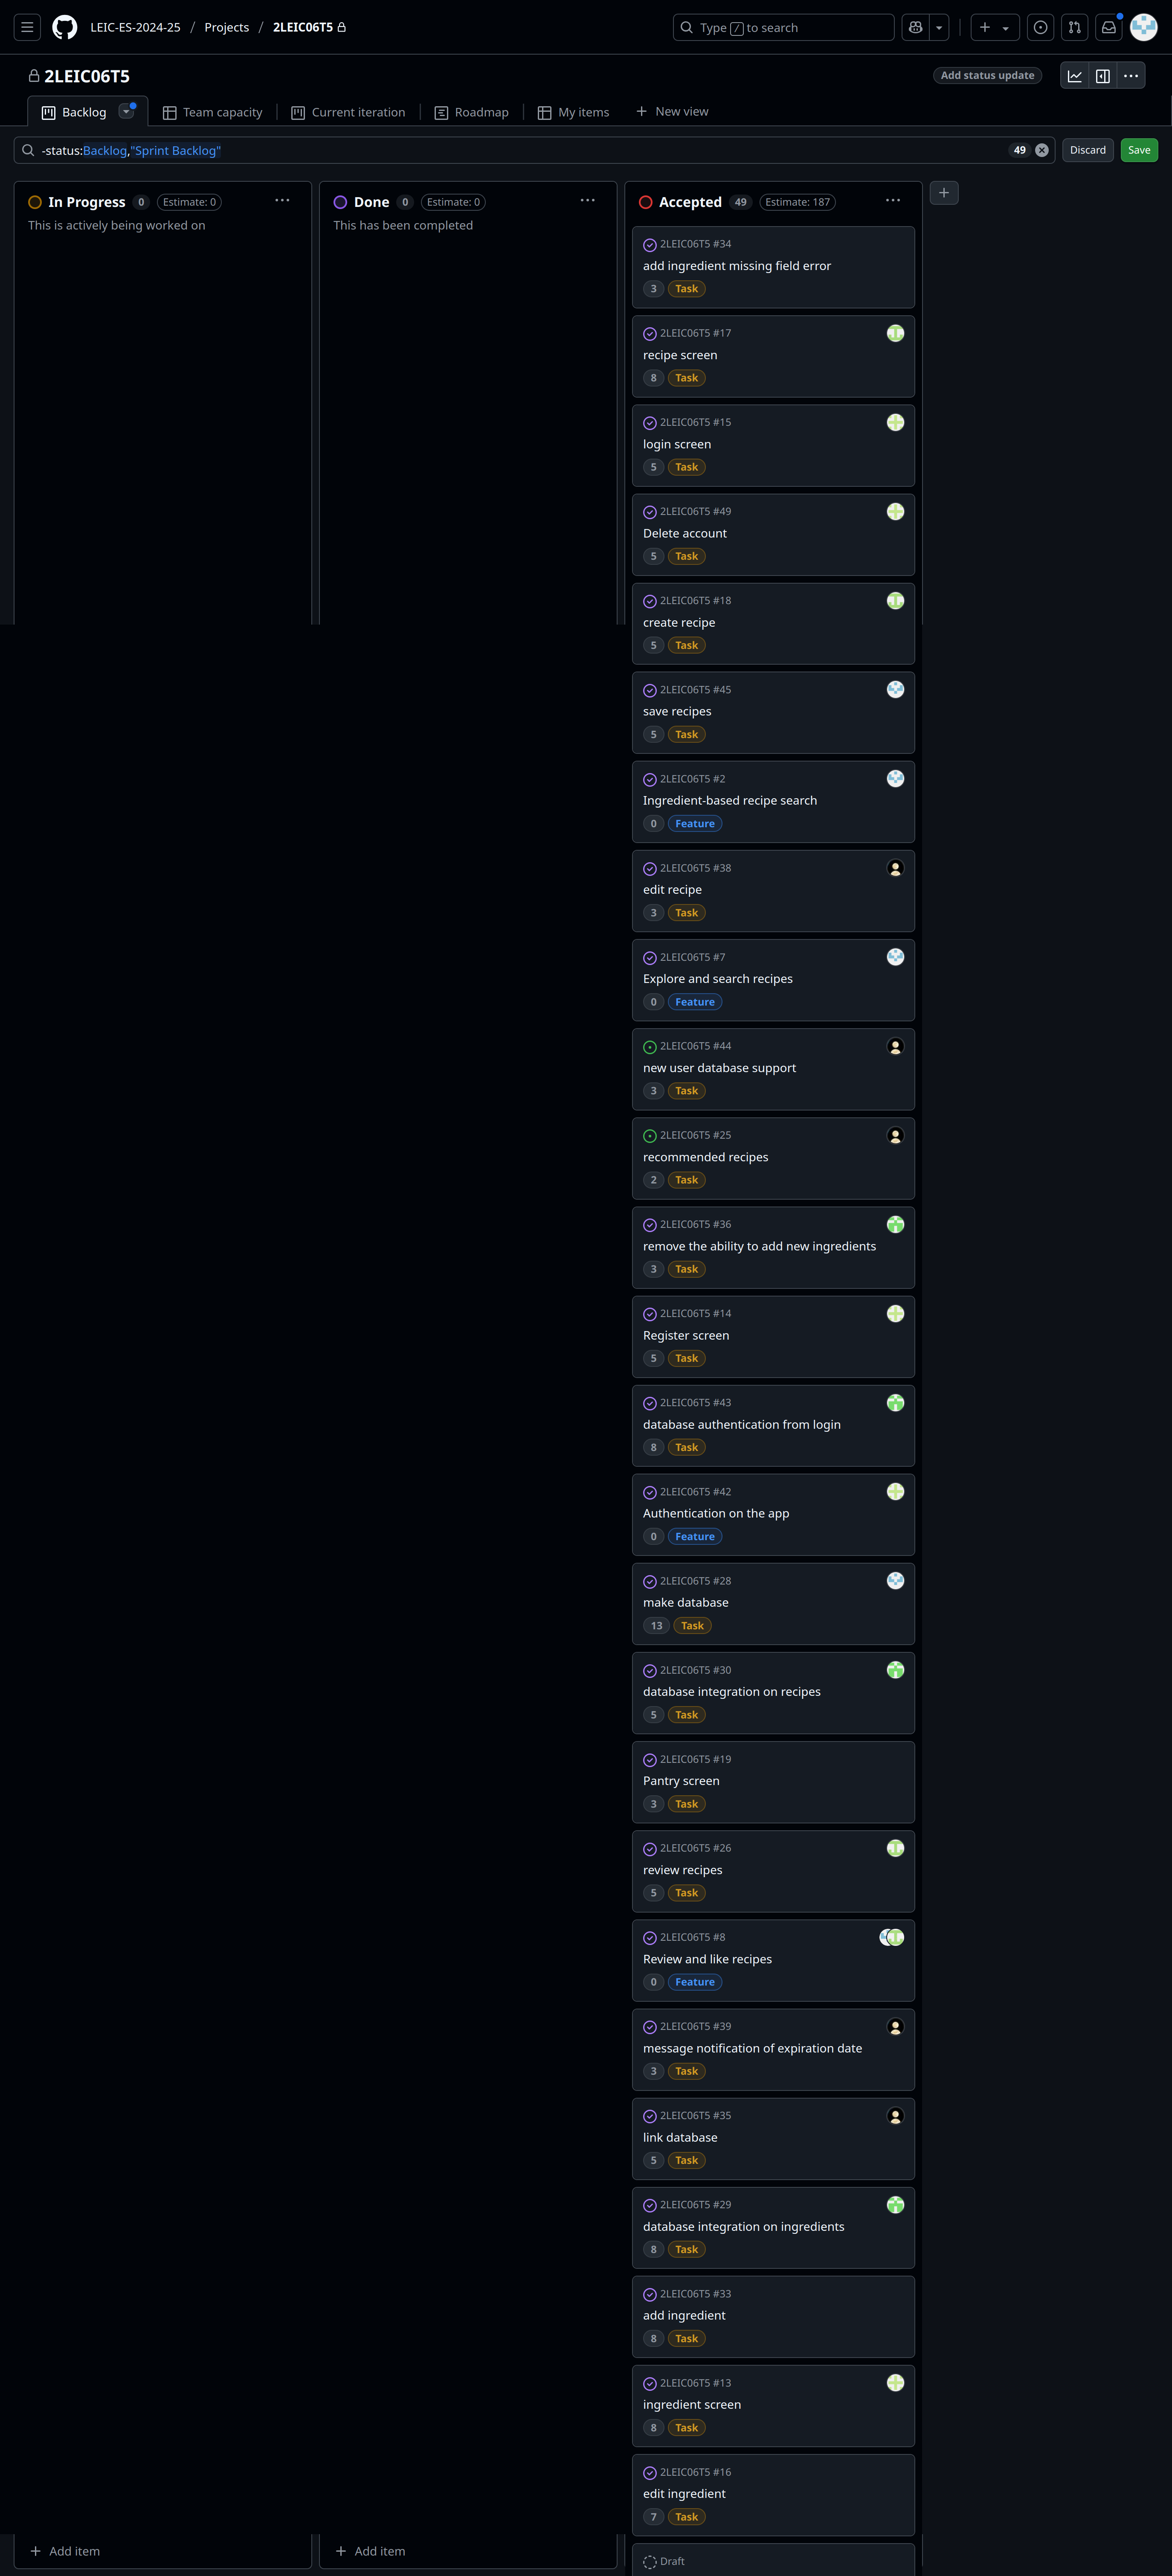 LEIC-ES-2024-25 / Projects / 2LEIC06T5
Type / to search
2LEIC06T5
Add status update
Backlog
Team capacity
Current iteration
Roadmap
My items
New view
-status:Backlog,"Sprint Backlog"
49
Discard
Save
In Progress 0 Estimate: 0
This is actively being worked on
Add item
Done 0 Estimate: 0
This has been completed
Add item
Accepted 49 Estimate: 187
2LEIC06T5 #34
add ingredient missing field error
3 Task
2LEIC06T5 #17
recipe screen
8 Task
2LEIC06T5 #15
login screen
5 Task
2LEIC06T5 #49
Delete account
5 Task
2LEIC06T5 #18
create recipe
5 Task
2LEIC06T5 #45
save recipes
5 Task
2LEIC06T5 #2
Ingredient-based recipe search
0 Feature
2LEIC06T5 #38
edit recipe
3 Task
2LEIC06T5 #7
Explore and search recipes
0 Feature
2LEIC06T5 #44
new user database support
3 Task
2LEIC06T5 #25
recommended recipes
2 Task
2LEIC06T5 #36
remove the ability to add new ingredients
3 Task
2LEIC06T5 #14
Register screen
5 Task
2LEIC06T5 #43
database authentication from login
8 Task
2LEIC06T5 #42
Authentication on the app
0 Feature
2LEIC06T5 #28
make database
13 Task
2LEIC06T5 #30
database integration on recipes
5 Task
2LEIC06T5 #19
Pantry screen
3 Task
2LEIC06T5 #26
review recipes
5 Task
2LEIC06T5 #8
Review and like recipes
0 Feature
2LEIC06T5 #39
message notification of expiration date
3 Task
2LEIC06T5 #35
link database
5 Task
2LEIC06T5 #29
database integration on ingredients
8 Task
2LEIC06T5 #33
add ingredient
8 Task
2LEIC06T5 #13
ingredient screen
8 Task
2LEIC06T5 #16
edit ingredient
7 Task
Draft